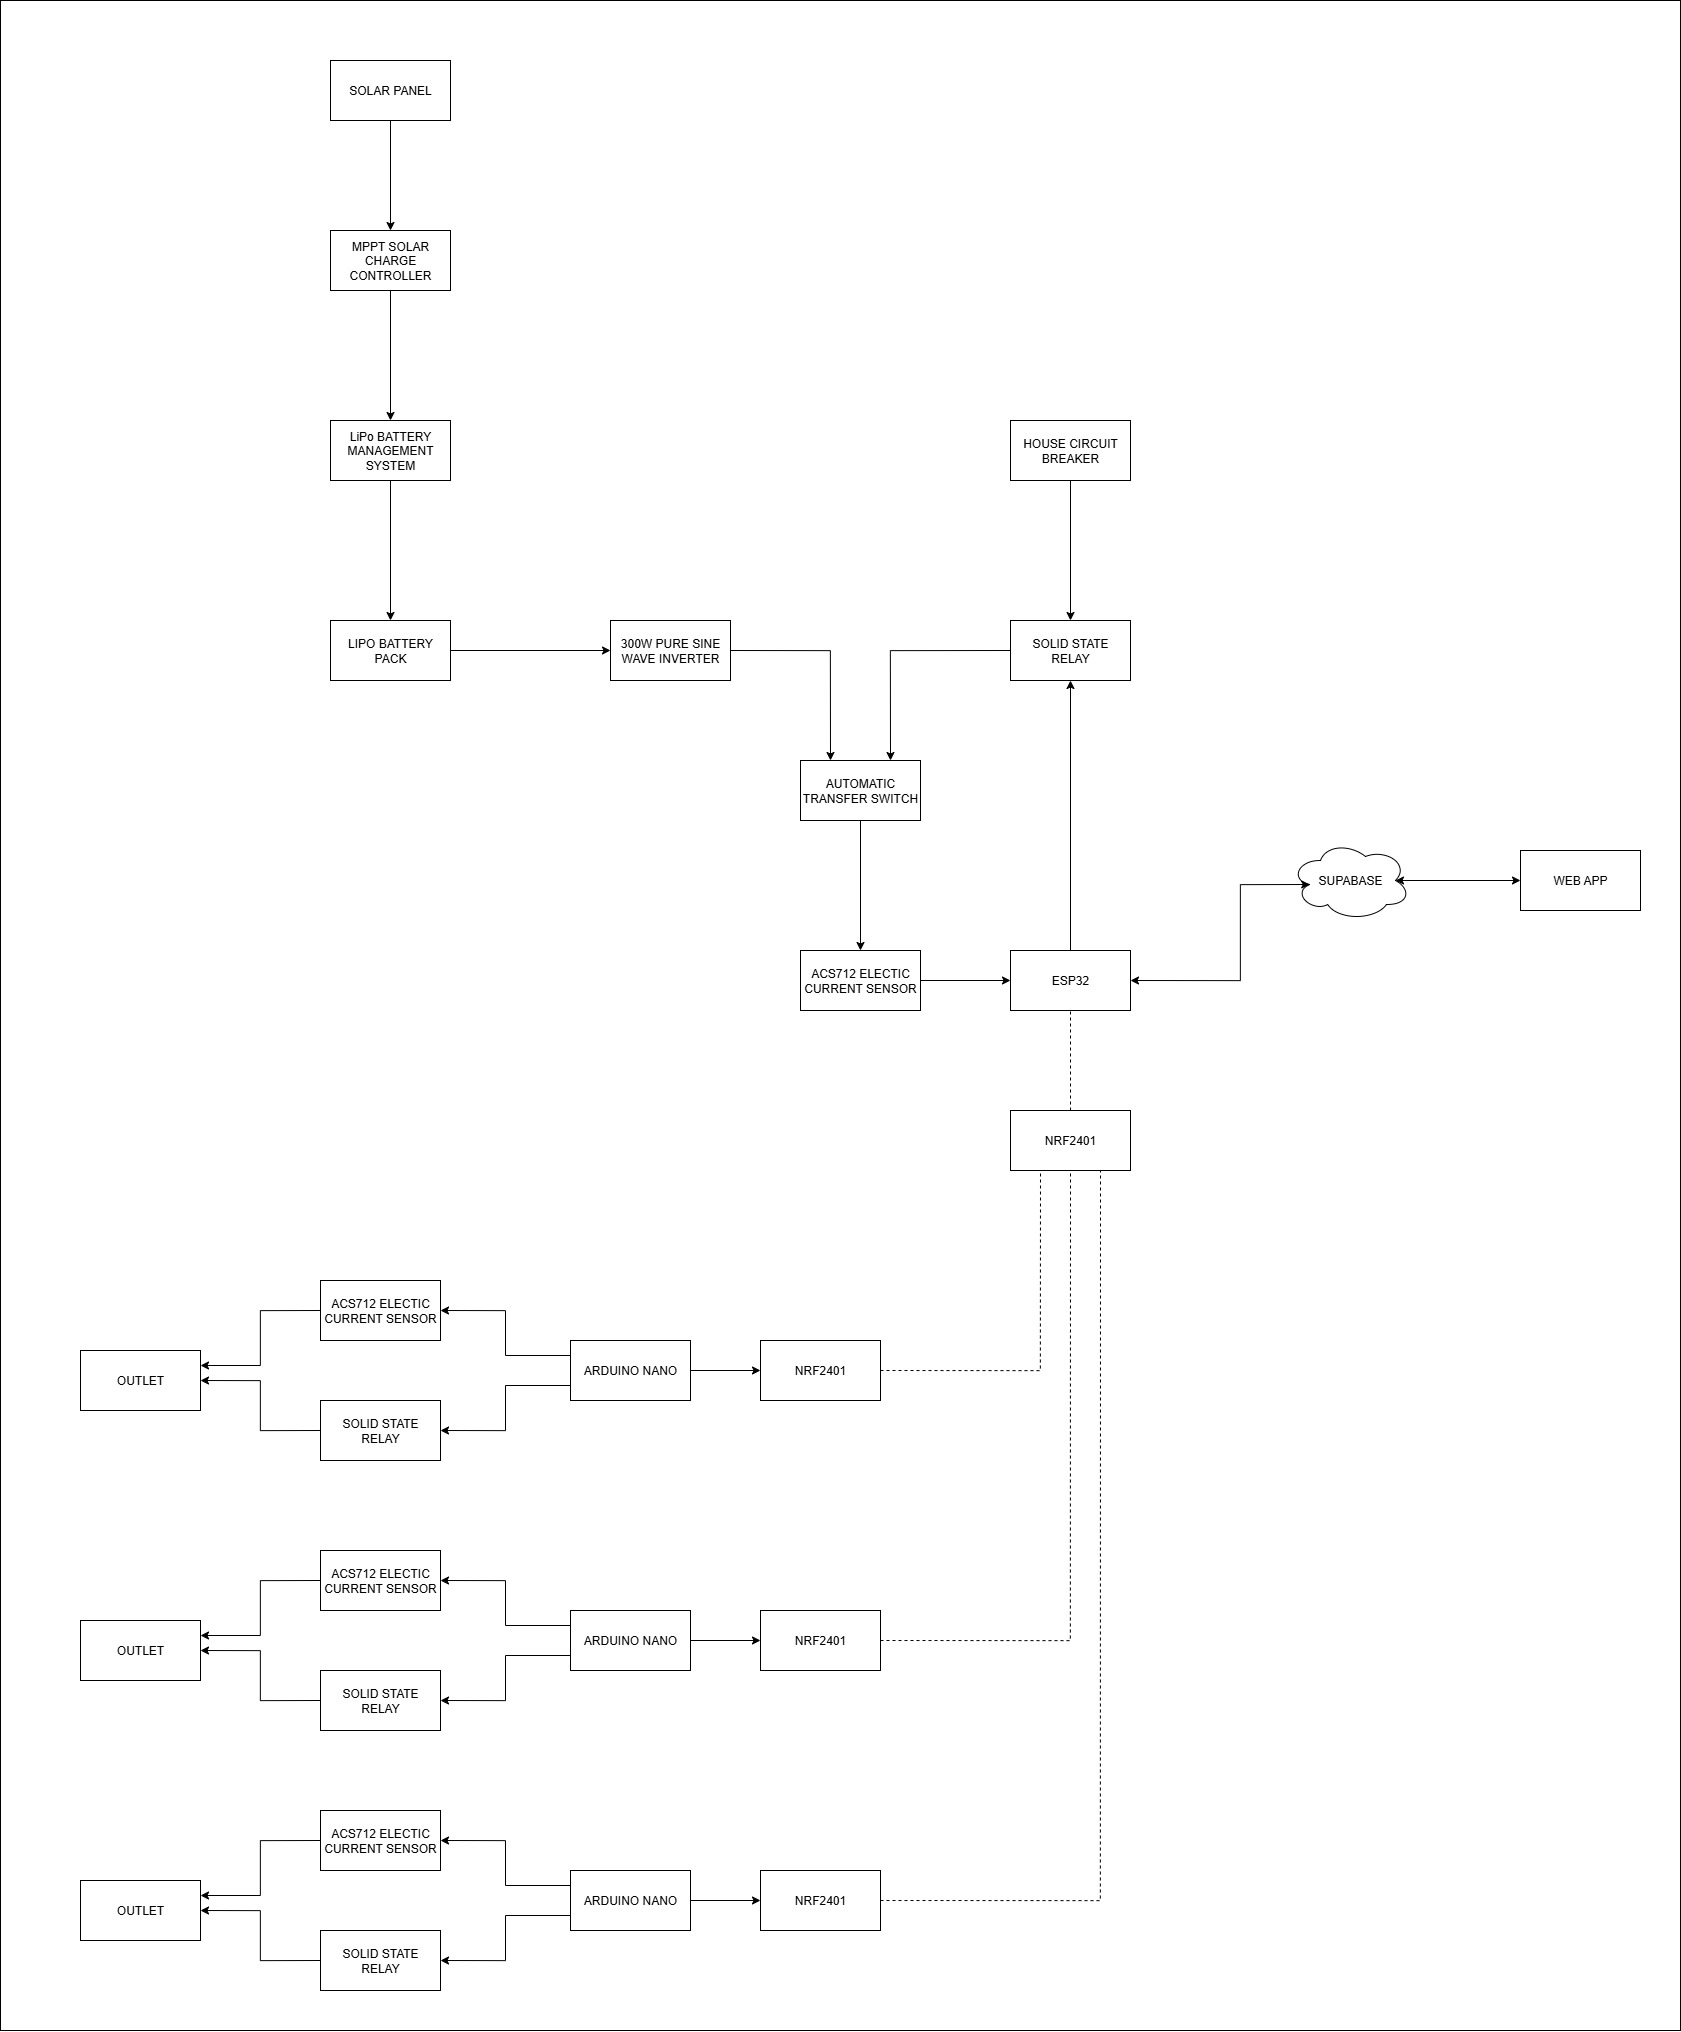 SOLAR PANEL
MPPT SOLAR
CHARGE
CONTROLLER
LiPo BATTERY
MANAGEMENT
SYSTEM
HOUSE CIRCUIT
BREAKER
LIPO BATTERY
PACK
300W PURE SINE
WAVE INVERTER
SOLID STATE
RELAY
AUTOMATIC
TRANSFER SWITCH
SUPABASE
WEB APP
ACS712 ELECTIC
CURRENT SENSOR
ESP32
NRF2401
ACS712 ELECTIC
CURRENT SENSOR
OUTLET
ARDUINO NANO
NRF2401
SOLID STATE
RELAY
ACS712 ELECTIC
CURRENT SENSOR
OUTLET
ARDUINO NANO
NRF2401
SOLID STATE
RELAY
ACS712 ELECTIC
CURRENT SENSOR
OUTLET
ARDUINO NANO
NRF2401
SOLID STATE
RELAY